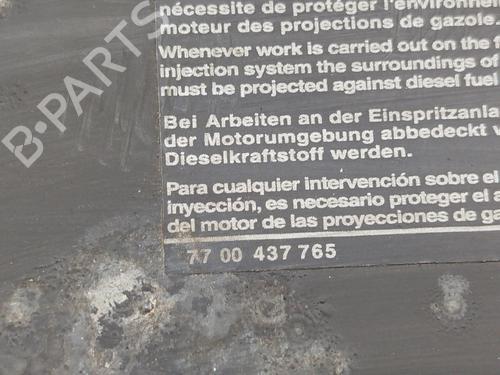 nécessite de protéger l'environnem
moteur des projections de gazole.
Whenever work is carried out on the f
injection system the surroundings of
must be projected against diesel fuel
Bei Arbeiten an der Einspritzanla
der Motorumgebung abbedeckt v
Dieselkraftstoff werden.
Para cualquier intervención sobre el
inyección, es necesario proteger el a
del motor de las proyecciones de ga
77 00 437 765
B-PARTS